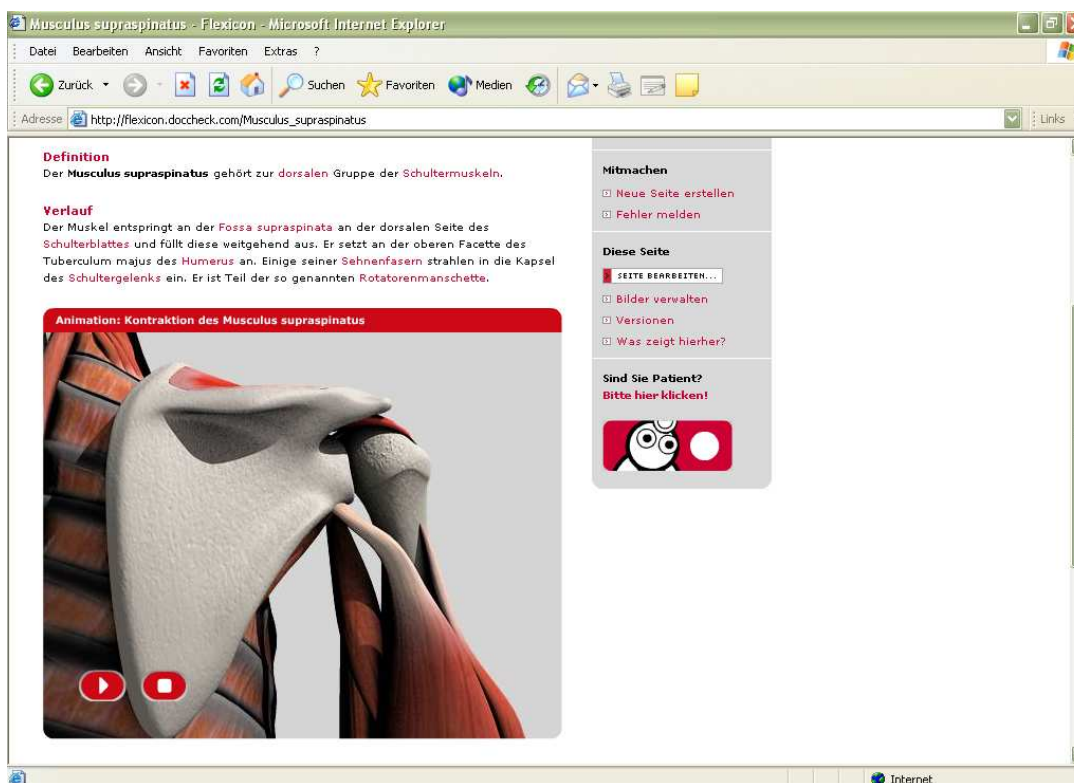 Musculus supraspinatus - Flexicon - Microsoft Internet Explorer
Datei Bearbeiten Ansicht Favoriten Extras ?
Zurück Suchen Favoriten Medien
Adresse http://flexicon.doccheck.com/Musculus_supraspinatus Links
Definition
Der Musculus supraspinatus gehört zur dorsalen Gruppe der Schultermuskeln.
Verlauf
Der Muskel entspringt an der Fossa supraspinata an der dorsalen Seite des
Schulterblattes und füllt diese weitgehend aus. Er setzt an der oberen Facette des
Tuberculum majus des Humerus an. Einige seiner Sehnenfasern strahlen in die Kapsel
des Schultergelenks ein. Er ist Teil der so genannten Rotatorenmanschette.
Animation: Kontraktion des Musculus supraspinatus
Mitmachen
Neue Seite erstellen
Fehler melden
Diese Seite
SEITE BEARBEITEN...
Bilder verwalten
Versionen
Was zeigt hierher?
Sind Sie Patient?
Bitte hier klicken!
Internet